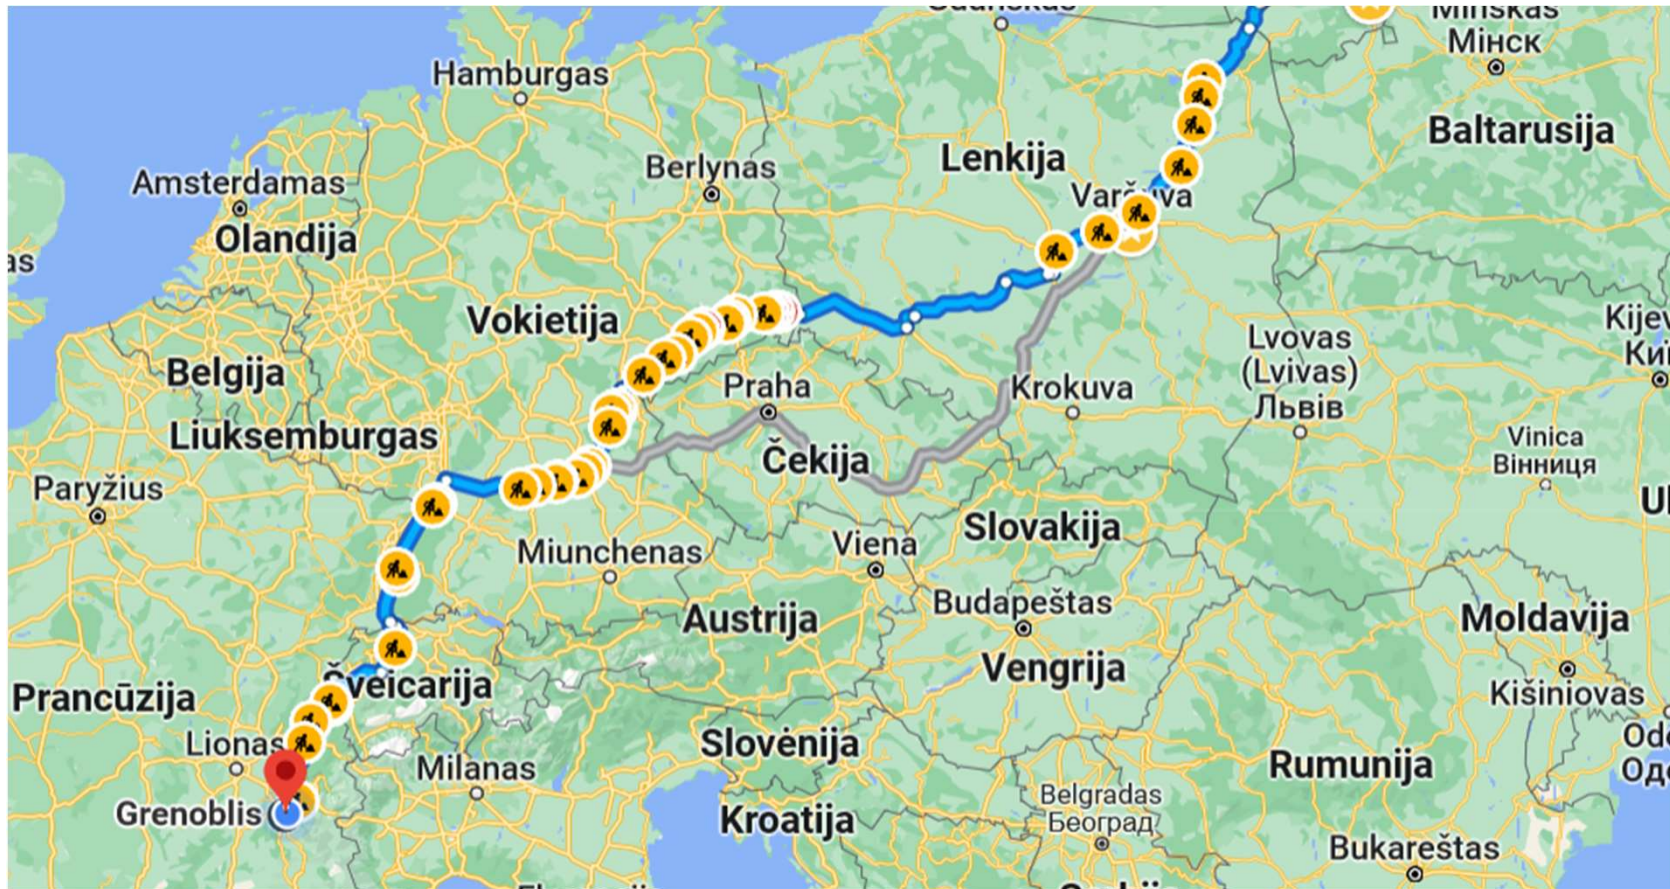 Minskas
Мінск
Hamburgas
Baltarusija
Lenkija
Berlynas
Amsterdamas
Varšuva
Olandija
Vokietija
Lvovas
(Lvivas)
Львів
Belgija
Praha
Krokuva
Liuksemburgas
Čekija
Vinica
Вінниця
Paryžius
Slovakija
Miunchenas
Viena
Budapeštas
Austrija
Moldavija
Vengrija
Prancūzija
Šveicarija
Kišiniovas
Lionas
Slovėnija
Milanas
Rumunija
Grenoblis
Kroatija
Belgradas
Београд
Bukareštas